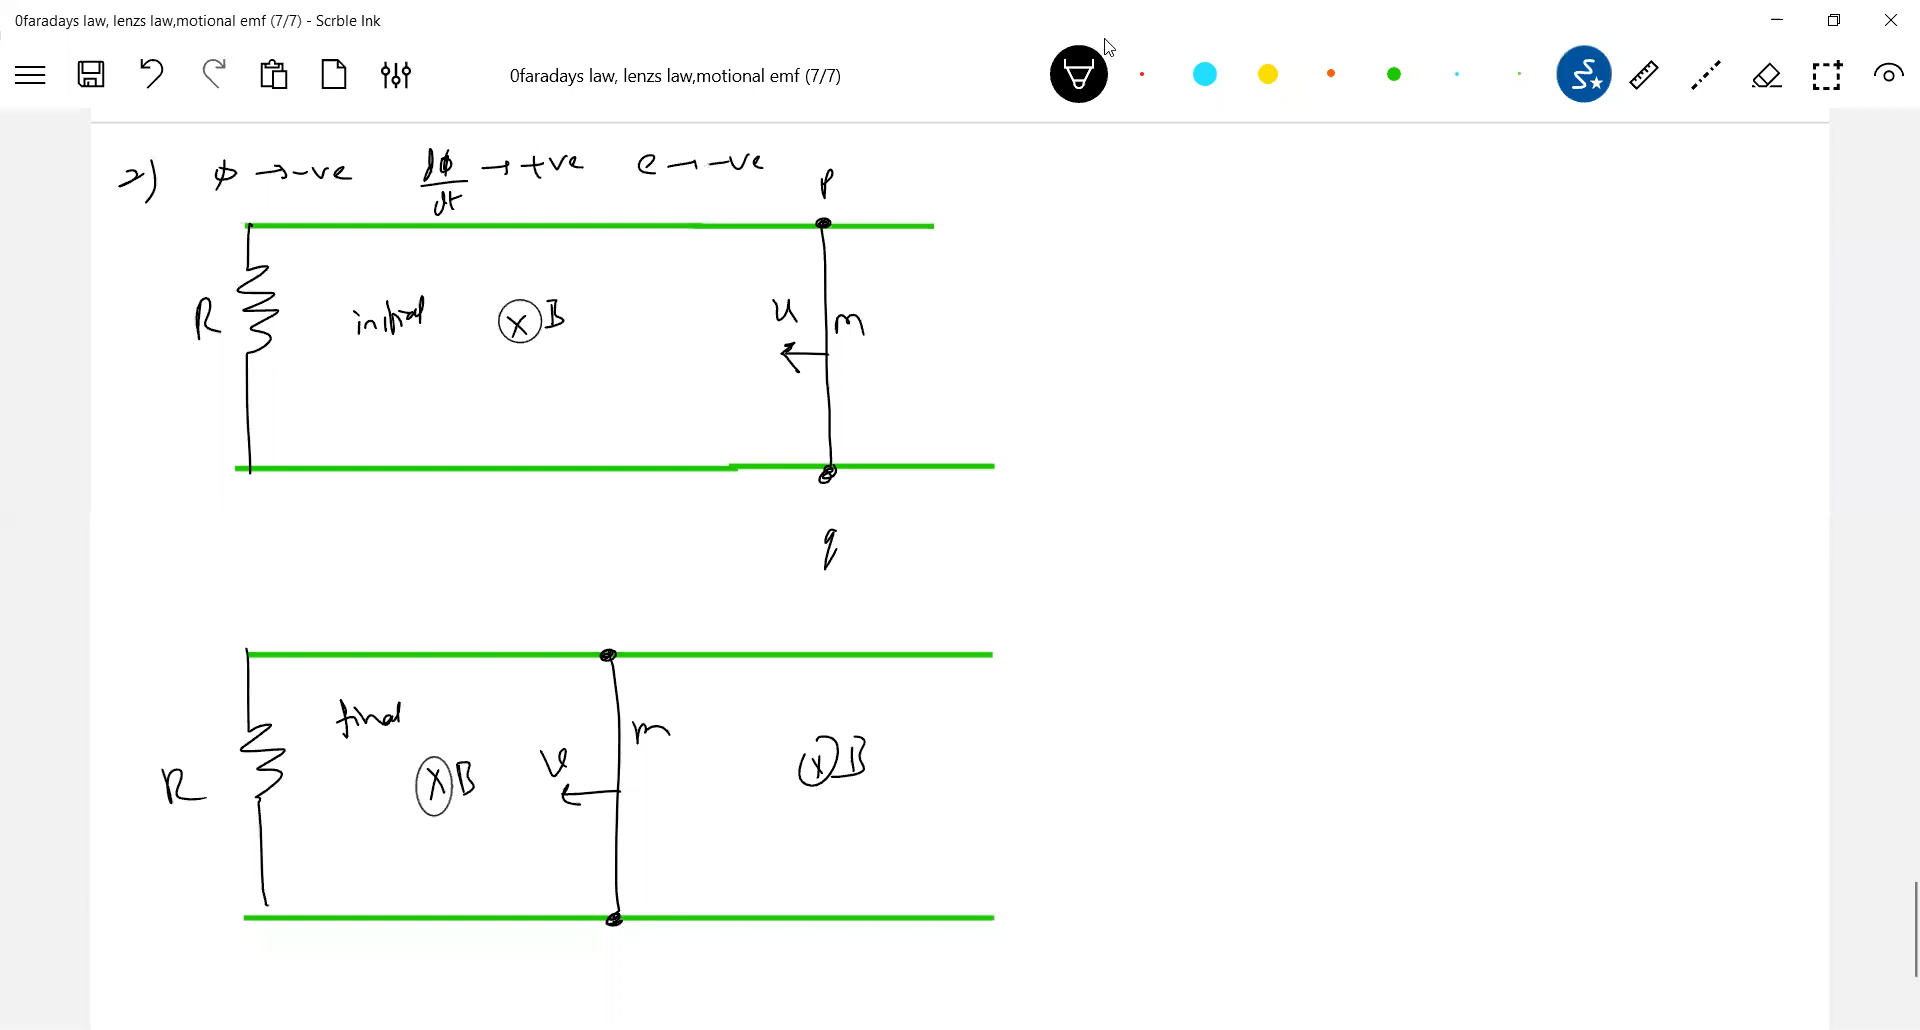 0faradays law, lenzs law,motional emf (7/7) - Scrble Ink
0faradays law, lenzs law,motional emf (7/7)
2) ϕ → -ve dϕ/dt → +ve e → -ve
P
R initial ⓧ B u m
q
final
m
R ⓧ B v ⓧ B